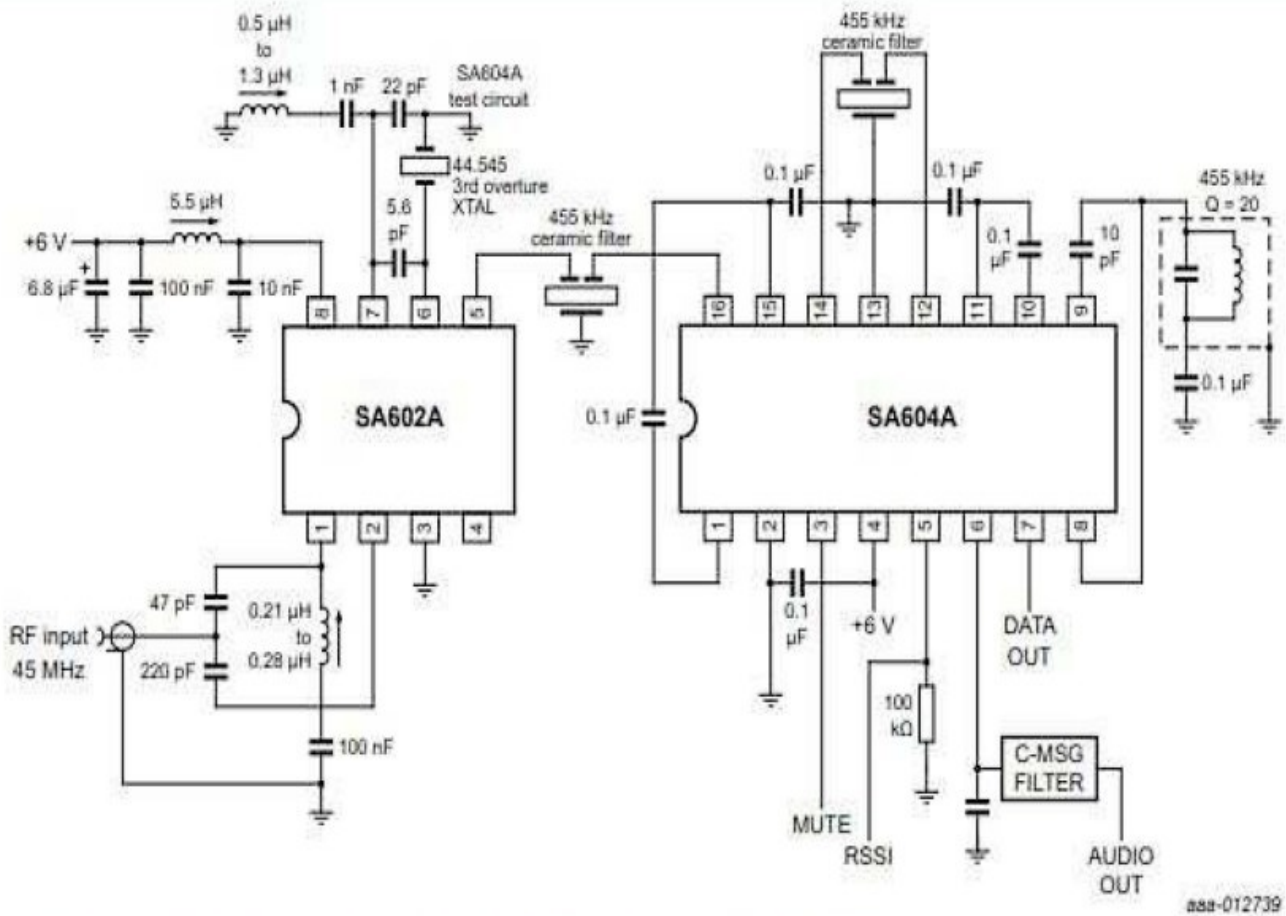 0.5 µH
to
1.3 µH
1 nF
22 pF
SA604A
test circuit
455 kHz
ceramic filter
44.545
3rd overture
XTAL
5.6
pF
5.5 µH
+6 V
+
6.8 µF
100 nF
10 nF
455 kHz
ceramic filter
0.1 µF
0.1 µF
0.1
µF
10
pF
455 kHz
Q = 20
8
7
6
5
16
15
14
13
12
11
10
9
SA602A
0.1 µF
SA604A
0.1 µF
1
2
3
4
1
2
3
4
5
6
7
8
47 pF
0.21 µH
to
0.28 µH
RF input
45 MHz
220 pF
100 nF
0.1
µF
+6 V
DATA
OUT
100
kΩ
C-MSG
FILTER
MUTE
RSSI
AUDIO
OUT
aaa-012739